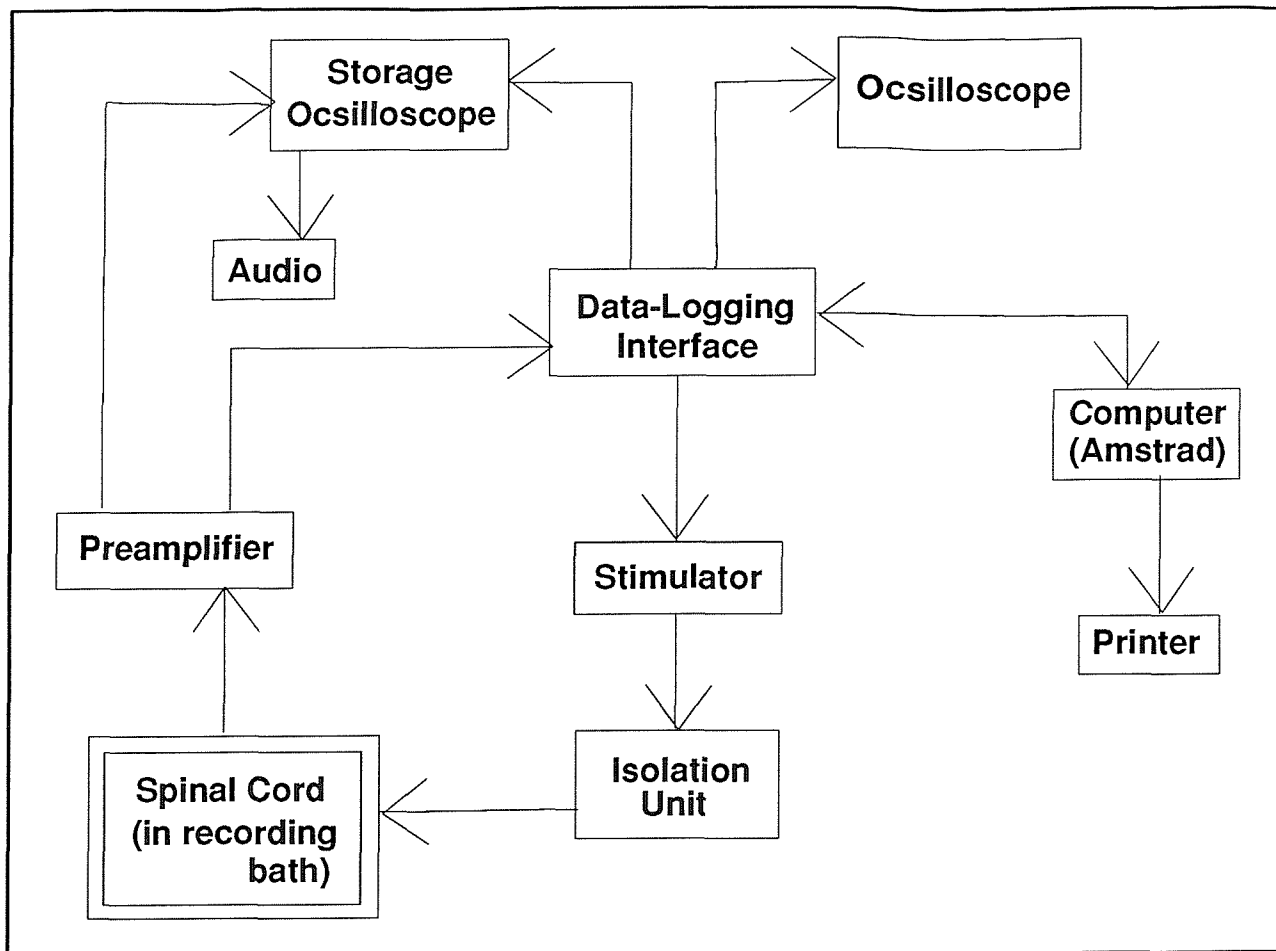 Storage
Ocsilloscope
Ocsilloscope
Audio
Data-Logging
Interface
Computer
(Amstrad)
Preamplifier
Stimulator
Printer
Spinal Cord
(in recording
bath)
Isolation
Unit